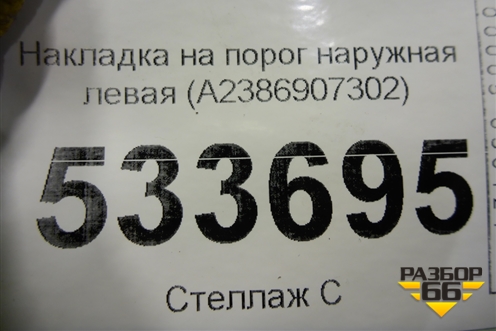 Накладка на порог наружная
левая (A2386907302)
533695
Стеллаж С
РАЗБОР
66